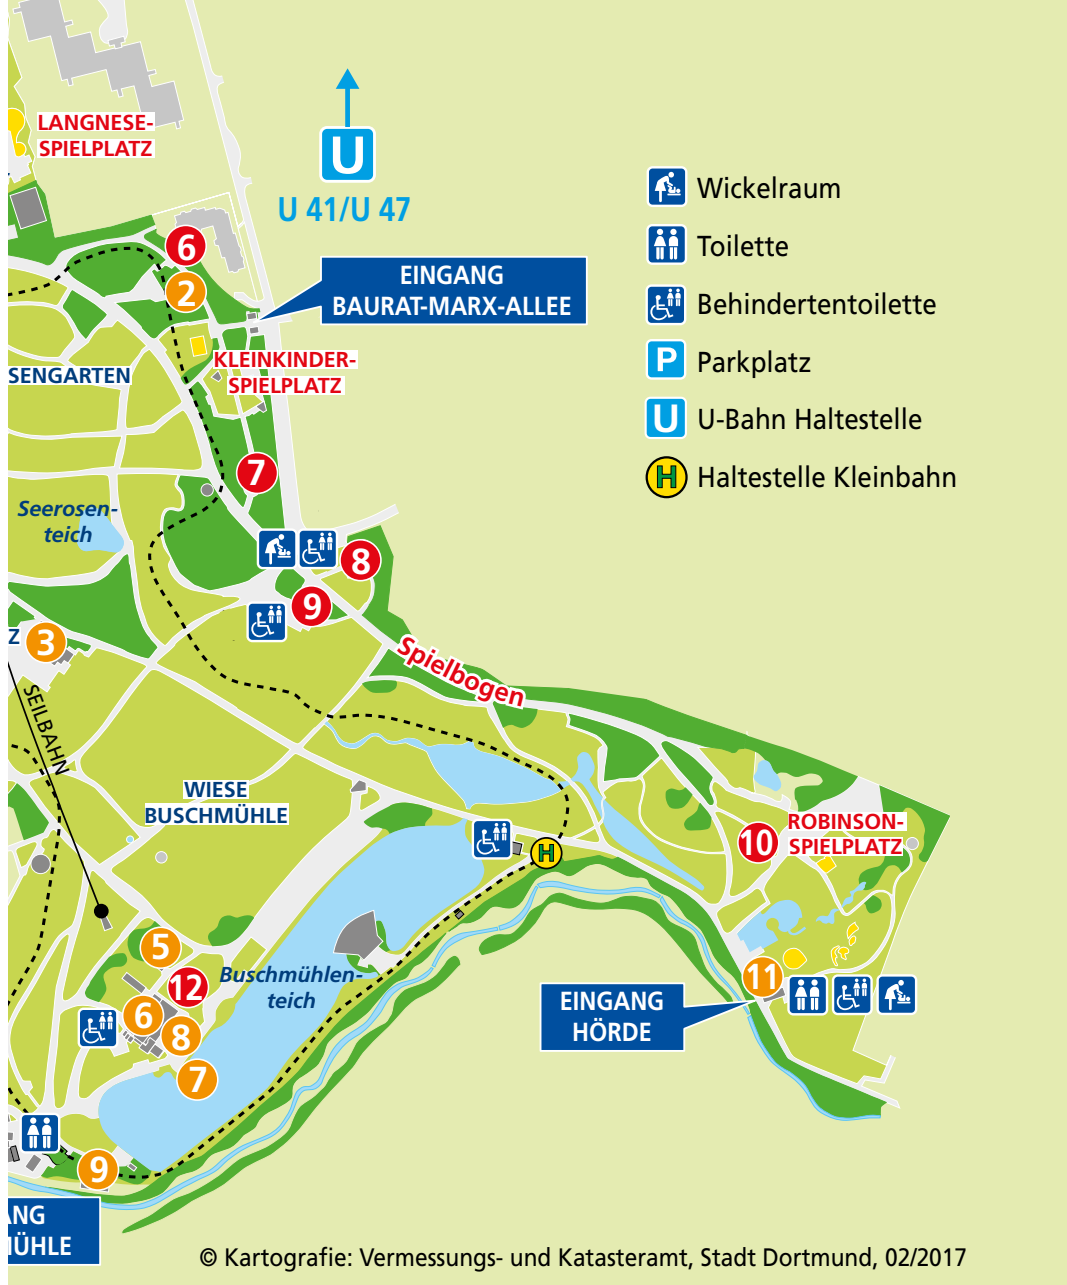 LANGNESE-
SPIELPLATZ
U
U 41/U 47
Wickelraum
Toilette
Behindertentoilette
P
Parkplatz
U
U-Bahn Haltestelle
H
Haltestelle Kleinbahn
6
2
EINGANG
BAURAT-MARX-ALLEE
KLEINKINDER-
SPIELPLATZ
SENGARTEN
7
Seerosen-
teich
8
9
Z
3
Spielbogen
SEILBAHN
WIESE
BUSCHMÜHLE
H
10
ROBINSON-
SPIELPLATZ
5
12
Buschmühlen-
teich
6
8
7
11
EINGANG
HÖRDE
9
NG
ÜHLE
© Kartografie: Vermessungs- und Katasteramt, Stadt Dortmund, 02/2017